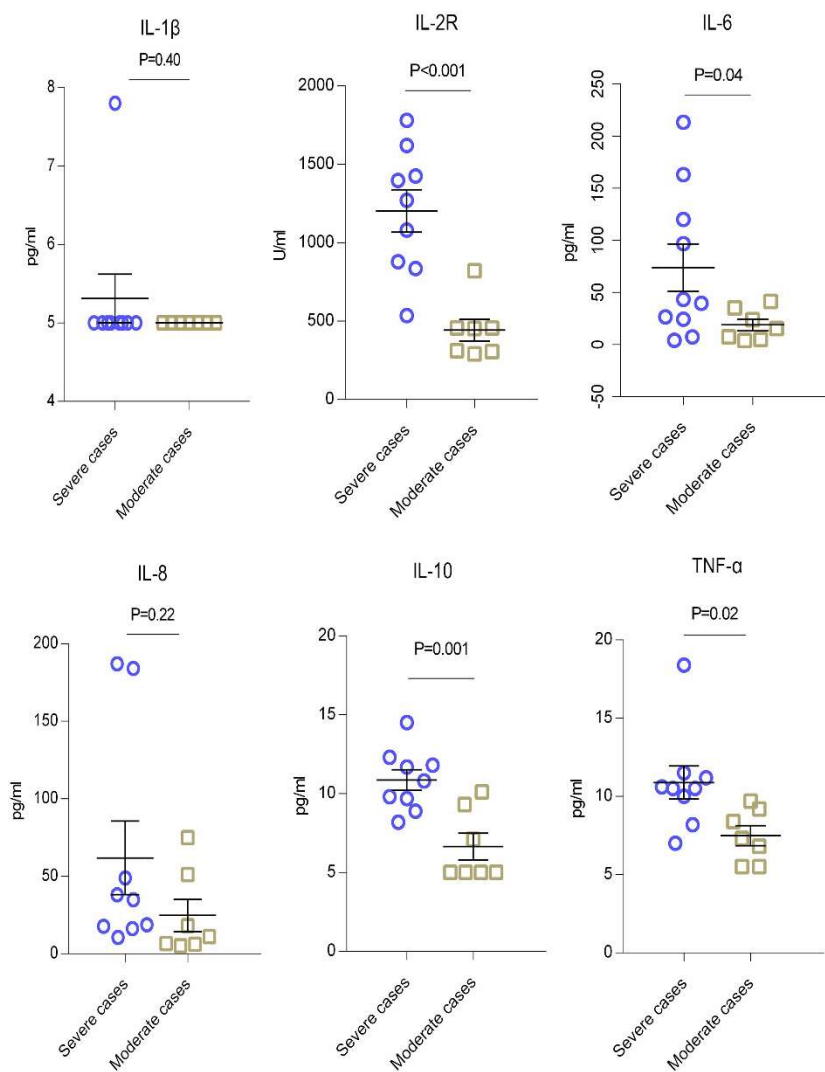 IL-1β
P=0.40
8
7
6
5
4
pg/ml
Severe cases
Moderate cases
IL-2R
P<0.001
2000
1500
1000
500
0
U/ml
Severe cases
Moderate cases
IL-6
P=0.04
250
200
150
100
50
0
-50
pg/ml
Severe cases
Moderate cases
IL-8
P=0.22
200
150
100
50
0
pg/ml
Severe cases
Moderate cases
IL-10
P=0.001
20
15
10
5
0
pg/ml
Severe cases
Moderate cases
TNF-α
P=0.02
20
15
10
5
0
pg/ml
Severe cases
Moderate cases